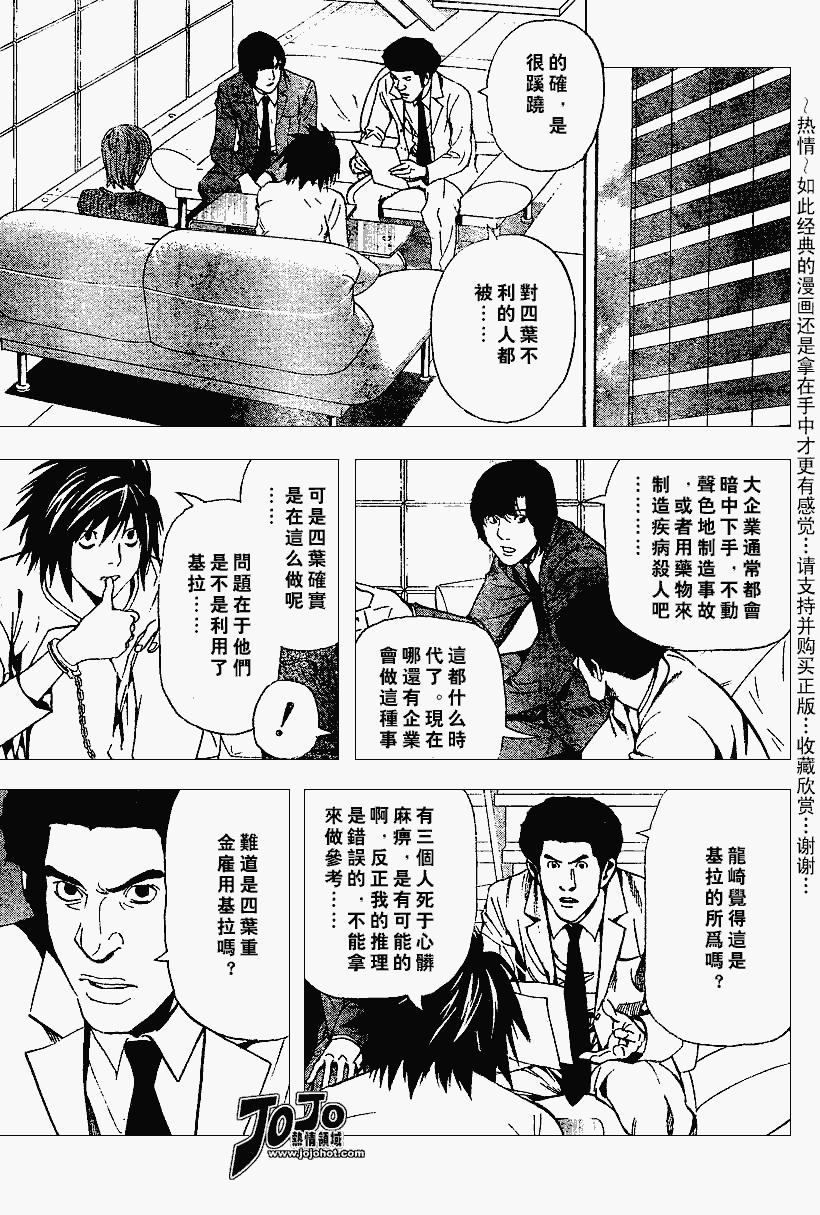 的確，是
很蹊蹺
對四葉不
利的人都
被……
大企業通常都會
暗中下手，不動
聲色地制造事故
，或者用藥物來
制造疾病殺人吧
…………
這都什么時
代了。現在
哪還有企業
會做這種事
可是四葉確實
是在這么做呢
……
問題在于他們
是不是利用了
基拉……
！
龍崎覺得這是
基拉的所爲嗎？
有三個人死于心髒
麻痹，是有可能的
啊，反正我的推理
是錯誤的，不能拿
來做參考……
難道是四葉重
金雇用基拉嗎？
～热情～如此经典的漫画还是拿在手中才更有感觉…请支持并购买正版…收藏欣赏…谢谢…
JOJO
熱情領域
www.jojohot.com